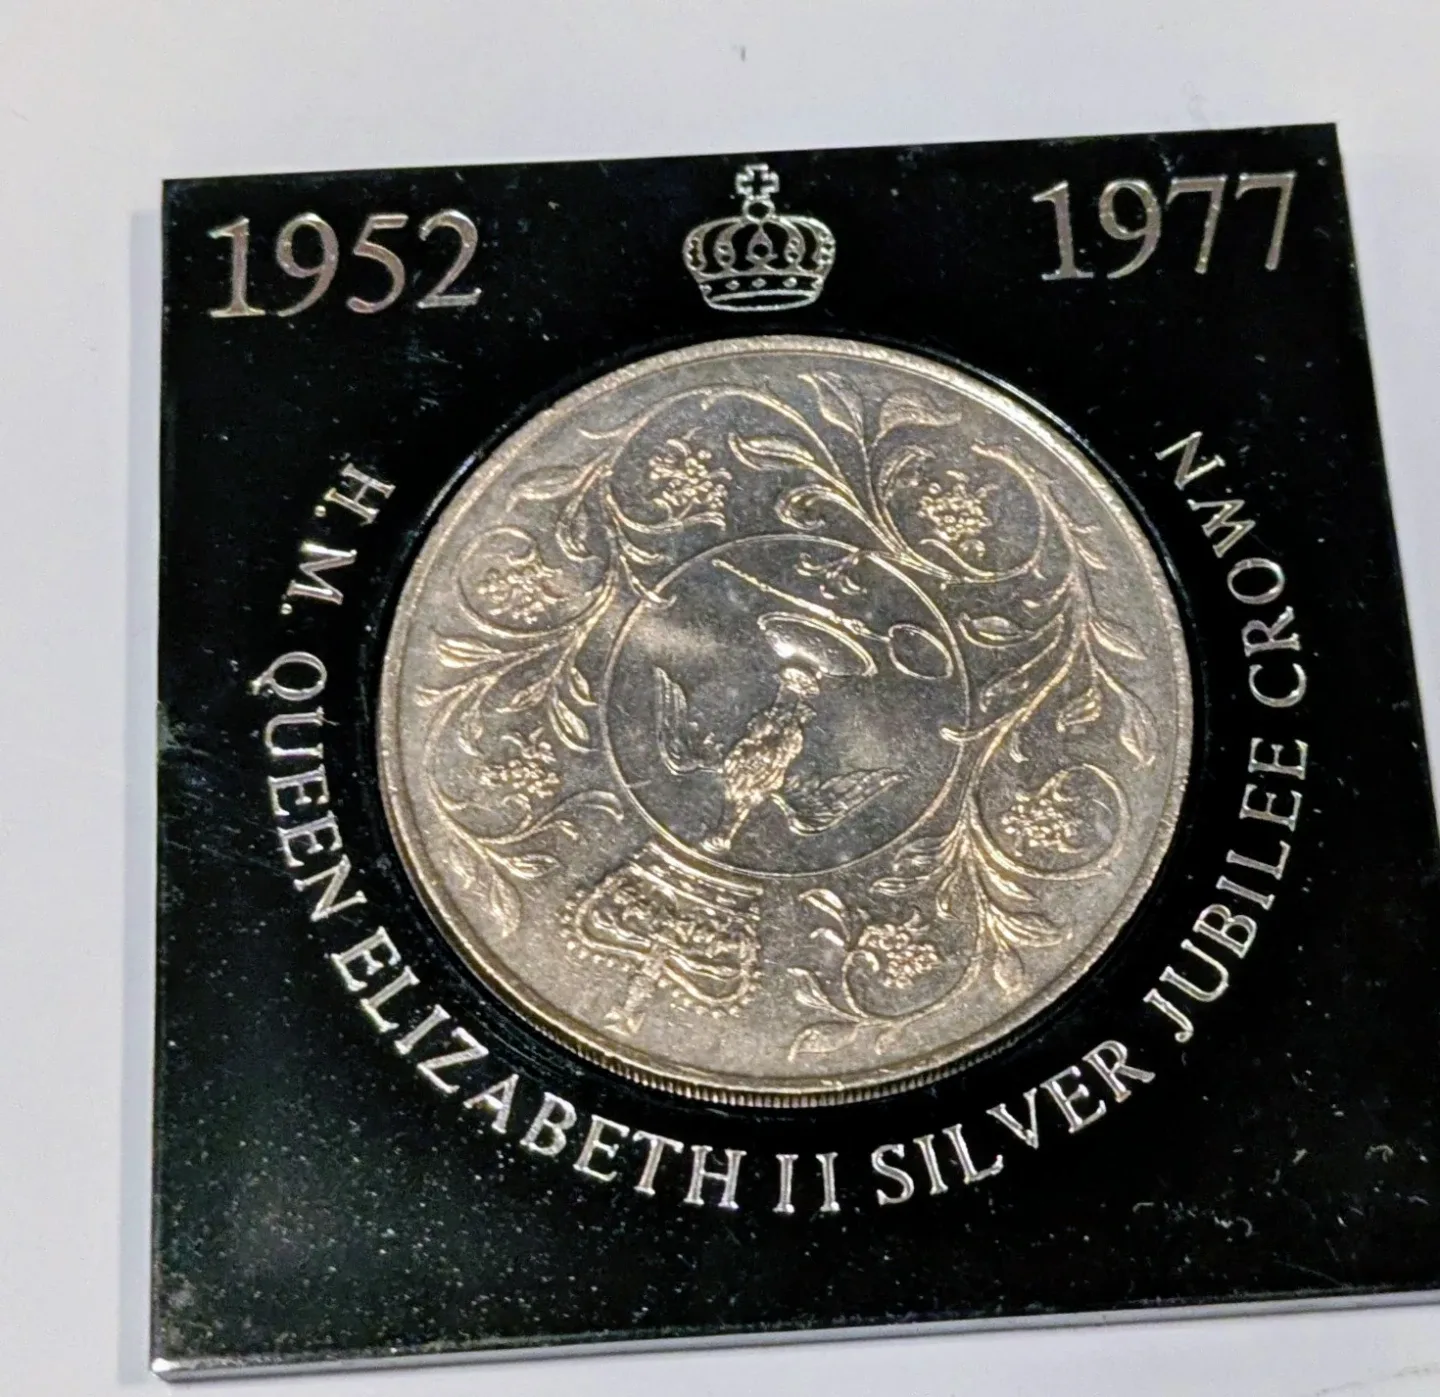 1952
1977
H.M. QUEEN ELIZABETH II SILVER JUBILEE CROWN